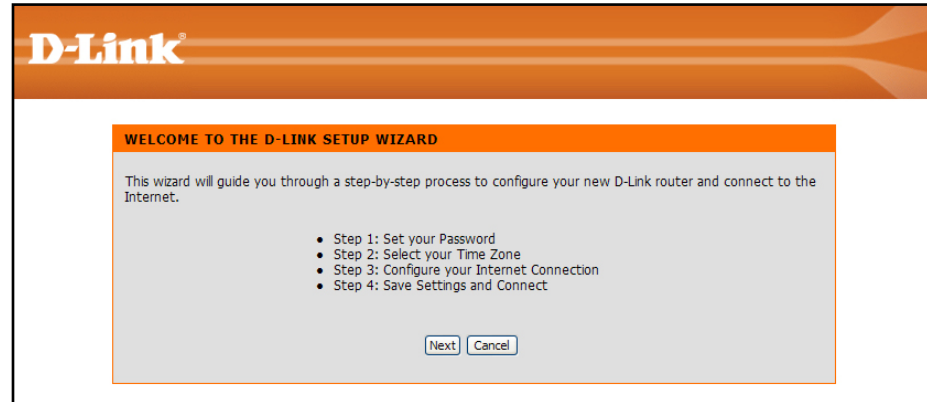 D-Link®
WELCOME TO THE D-LINK SETUP WIZARD
This wizard will guide you through a step-by-step process to configure your new D-Link router and connect to the
Internet.
• Step 1: Set your Password
• Step 2: Select your Time Zone
• Step 3: Configure your Internet Connection
• Step 4: Save Settings and Connect
Next Cancel